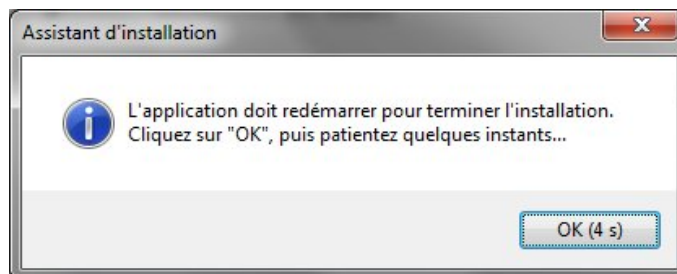 Assistant d'installation
L'application doit redémarrer pour terminer l'installation.
Cliquez sur "OK", puis patientez quelques instants...
OK (4 s)